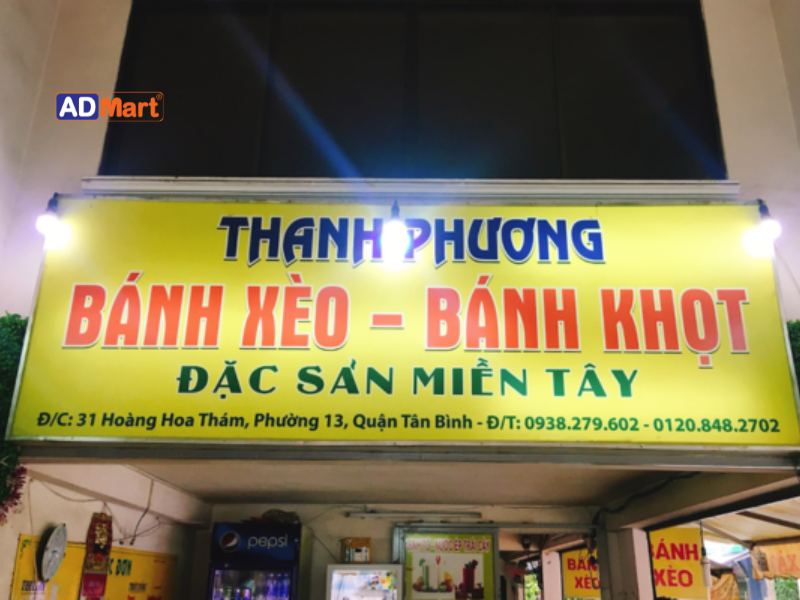 ADMart®
THANH PHƯƠNG
BÁNH XÈO – BÁNH KHỌT
ĐẶC SẢN MIỀN TÂY
Đ/C: 31 Hoàng Hoa Thám, Phường 13, Quận Tân Bình - Đ/T: 0938.279.602 - 0120.848.2702
pepsi
BÁNH
XÈO
BÁNH
XÈO